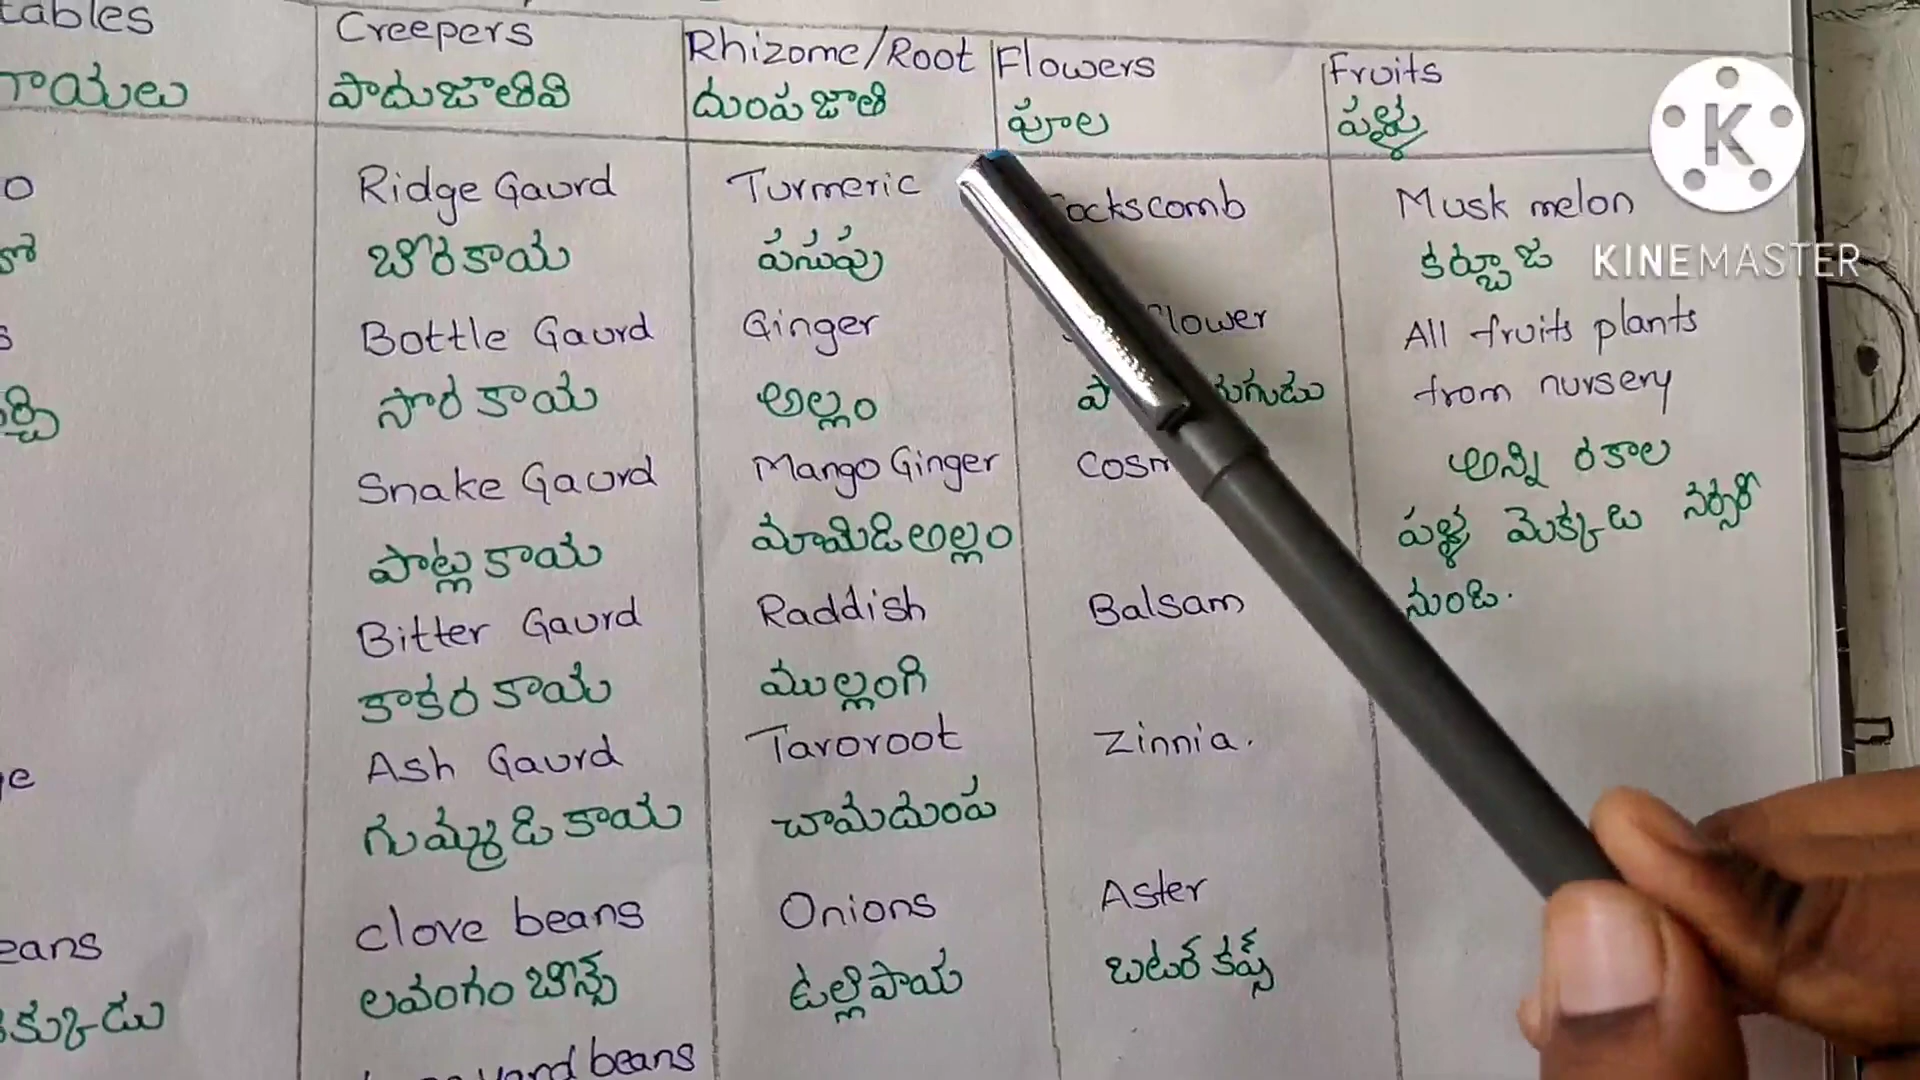 Creepers
పాదుజాతివి
Rhizome/Root
దుంపజాతి
Flowers
పూల
Fruits
పళ్ళు
Ridge Gaurd
బీరకాయ
Turmeric
పసుపు
Musk melon
కర్బూజ
Bottle Gaurd
సొరకాయ
Ginger
అల్లం
All fruits plants
from nursery
అన్ని రకాల
పళ్ళ మొక్కలు నర్సరీ
నుండి.
Snake Gaurd
పొట్లకాయ
Mango Ginger
మామిడి అల్లం
Bitter Gaurd
కాకరకాయ
Raddish
ముల్లంగి
Balsam
Ash Gaurd
గుమ్మడికాయ
Taroroot
చామదుంప
Zinnia.
clove beans
లవంగం బీన్స్
Onions
ఉల్లిపాయ
Aster
బటర్ కప్స్
beans
K
KINEMASTER